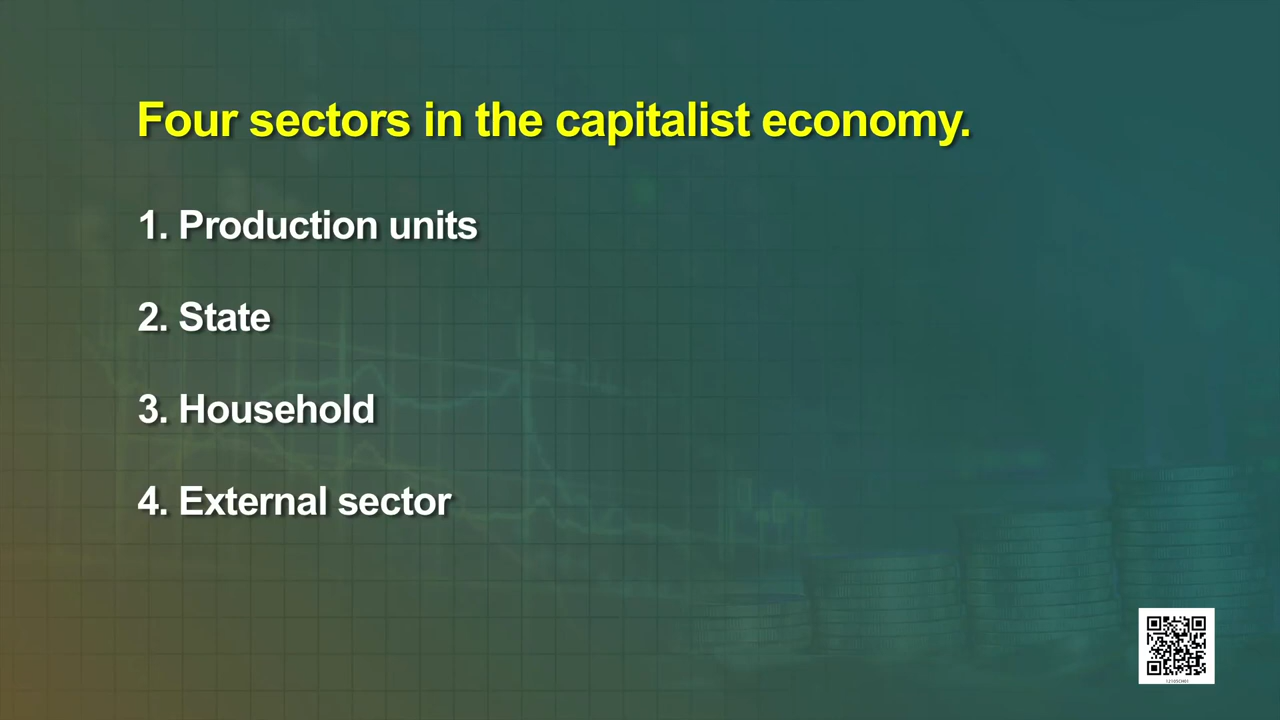 Four sectors in the capitalist economy.
1. Production units
2. State
3. Household
4. External sector